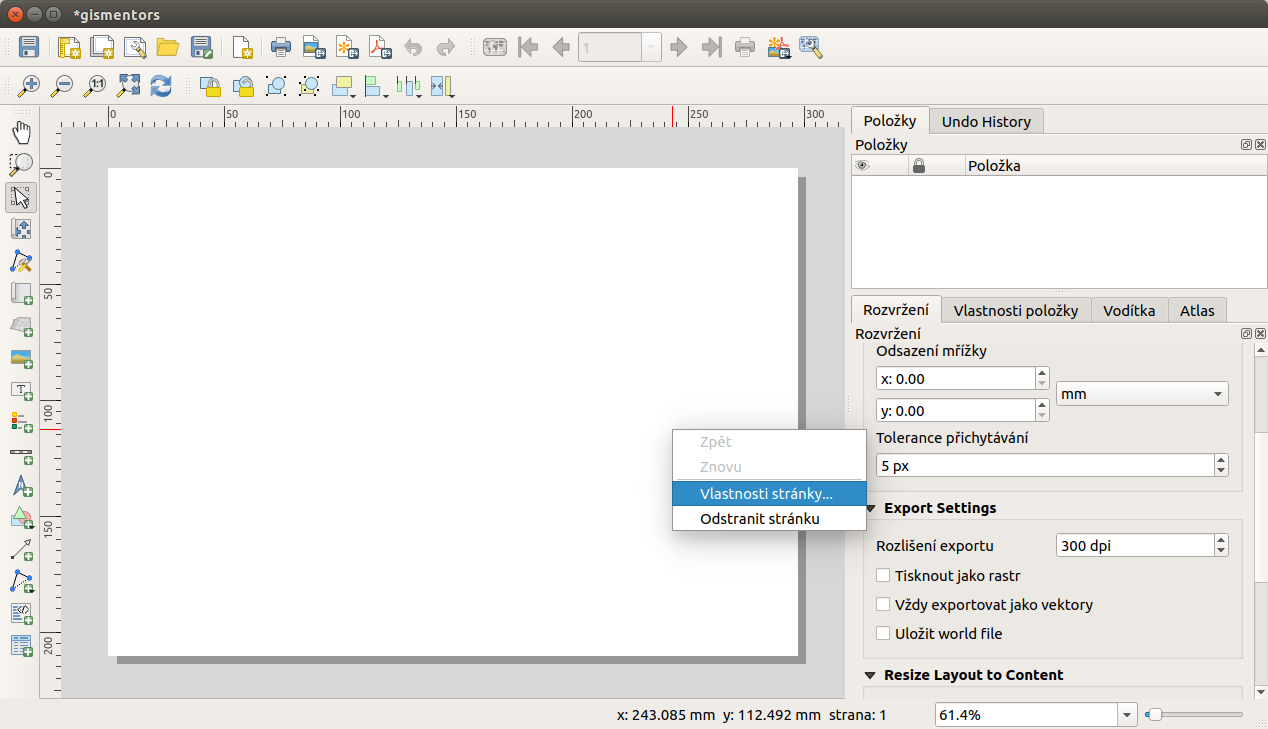 *gismentors
1
0 50 100 150 200 250 300
0
50
100
150
200
Položky Undo History
Položky
Položka
Rozvržení Vlastnosti položky Vodítka Atlas
Rozvržení
Odsazení mřížky
x: 0.00
mm
y: 0.00
Tolerance přichytávání
5 px
Zpět
Znovu
Vlastnosti stránky...
Odstranit stránku
Export Settings
Rozlišení exportu 300 dpi
Tisknout jako rastr
Vždy exportovat jako vektory
Uložit world file
Resize Layout to Content
x: 243.085 mm y: 112.492 mm strana: 1 61.4%